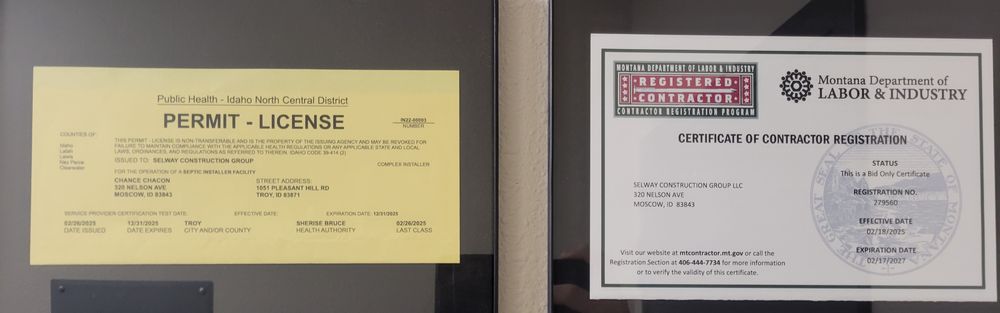 Public Health - Idaho North Central District
PERMIT - LICENSE
IN22-00093
NUMBER
COUNTIES OF:
Idaho
Latah
Lewis
Nez Perce
Clearwater
THIS PERMIT - LICENSE IS NON-TRANSFERABLE AND IS THE PROPERTY OF THE ISSUING AGENCY AND MAY BE REVOKED FOR
FAILURE TO MAINTAIN COMPLIANCE WITH THE APPLICABLE HEALTH REGULATIONS OR ANY APPLICABLE STATE AND LOCAL
LAWS, ORDINANCES, AND REGULATIONS AS REFERRED TO THEREIN. IDAHO CODE 39-414 (2)
ISSUED TO: SELWAY CONSTRUCTION GROUP
COMPLEX INSTALLER
FOR THE OPERATION OF A SEPTIC INSTALLER FACILITY
CHANCE CHACON
320 NELSON AVE
MOSCOW, ID 83843
STREET ADDRESS:
1051 PLEASANT HILL RD
TROY, ID 83871
SERVICE PROVIDER CERTIFICATION TEST DATE: EFFECTIVE DATE: EXPIRATION DATE: 12/31/2025
02/26/2025 12/31/2025 TROY SHERISE BRUCE 02/26/2025
DATE ISSUED DATE EXPIRES CITY AND/OR COUNTY HEALTH AUTHORITY LAST CLASS
MONTANA DEPARTMENT OF LABOR & INDUSTRY
REGISTERED
CONTRACTOR
CONTRACTOR REGISTRATION PROGRAM
Montana Department of
LABOR & INDUSTRY
CERTIFICATE OF CONTRACTOR REGISTRATION
SELWAY CONSTRUCTION GROUP LLC
320 NELSON AVE
MOSCOW, ID 83843
STATUS
This is a Bid Only Certificate
REGISTRATION NO.
279560
EFFECTIVE DATE
02/18/2025
EXPIRATION DATE
02/17/2027
Visit our website at mtcontractor.mt.gov or call the
Registration Section at 406-444-7734 for more information
or to verify the validity of this certificate.
THE GREAT SEAL OF THE STATE OF MONTANA